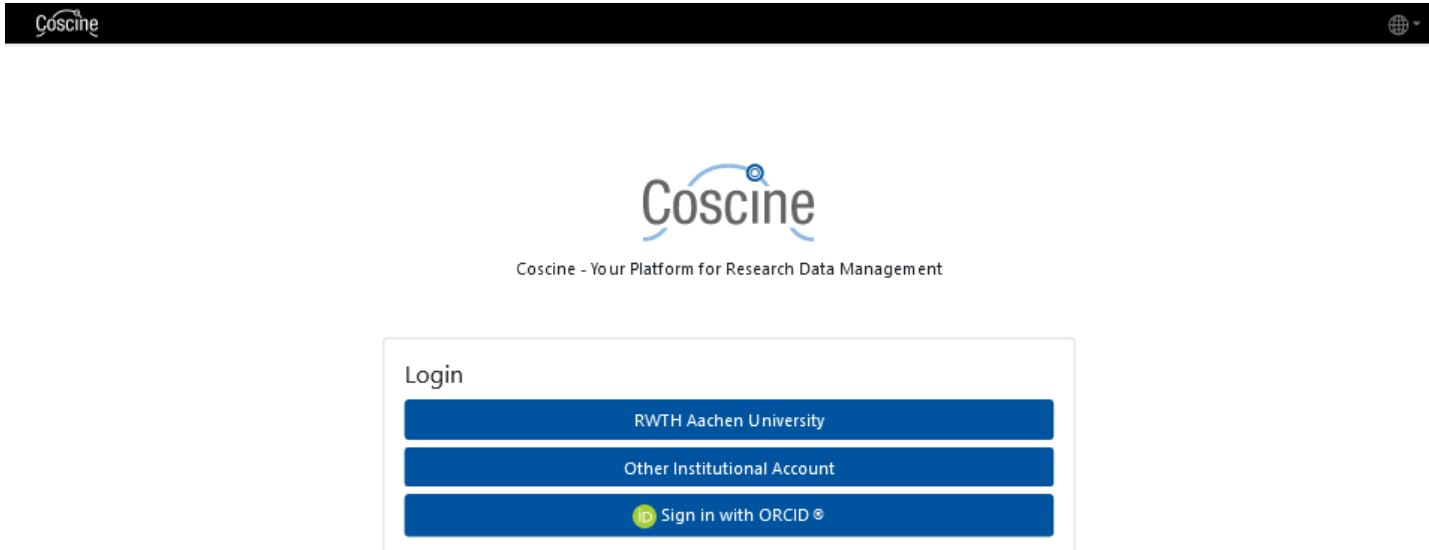 Coscine
Coscine
Coscine - Your Platform for Research Data Management
Login
RWTH Aachen University
Other Institutional Account
iD Sign in with ORCID ®